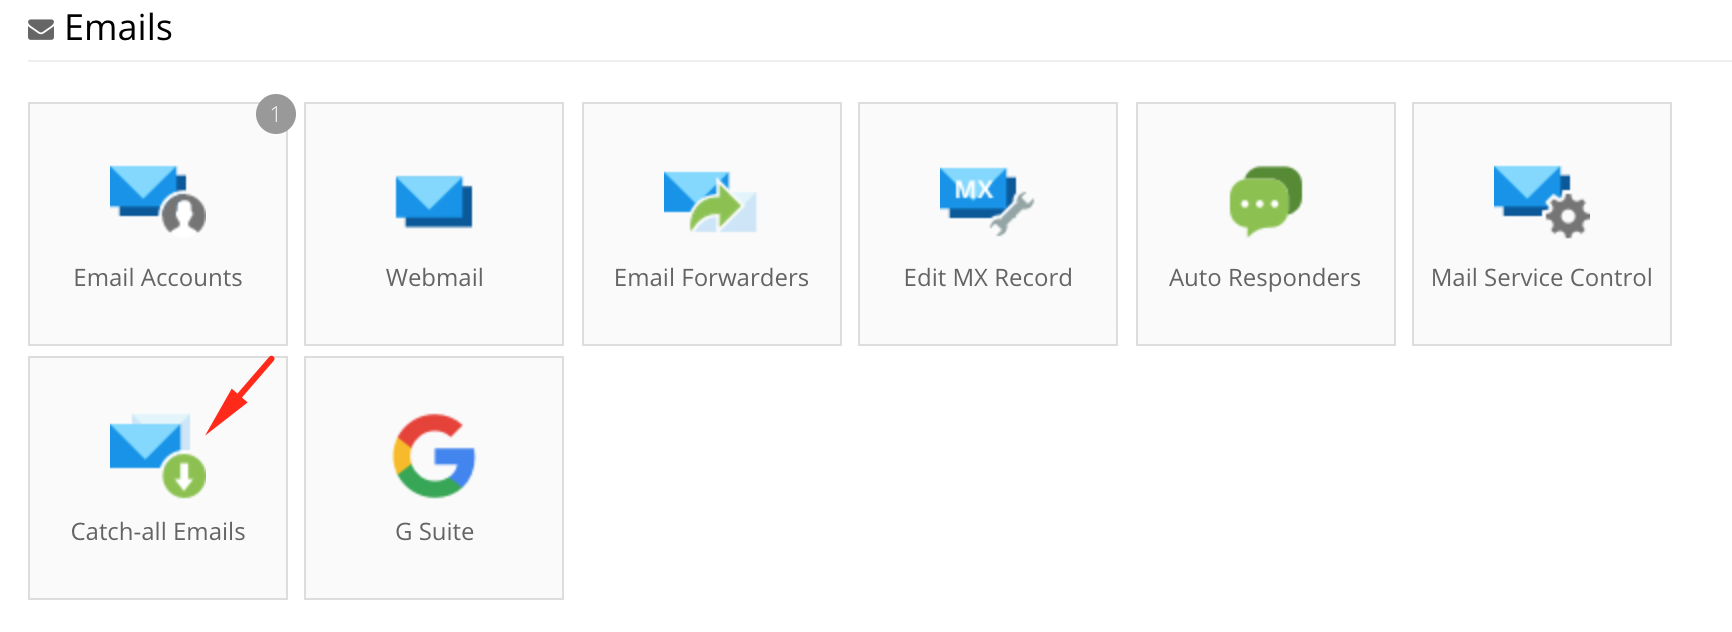 Emails
1
Email Accounts
Webmail
Email Forwarders
MX
Edit MX Record
Auto Responders
Mail Service Control
Catch-all Emails
G Suite